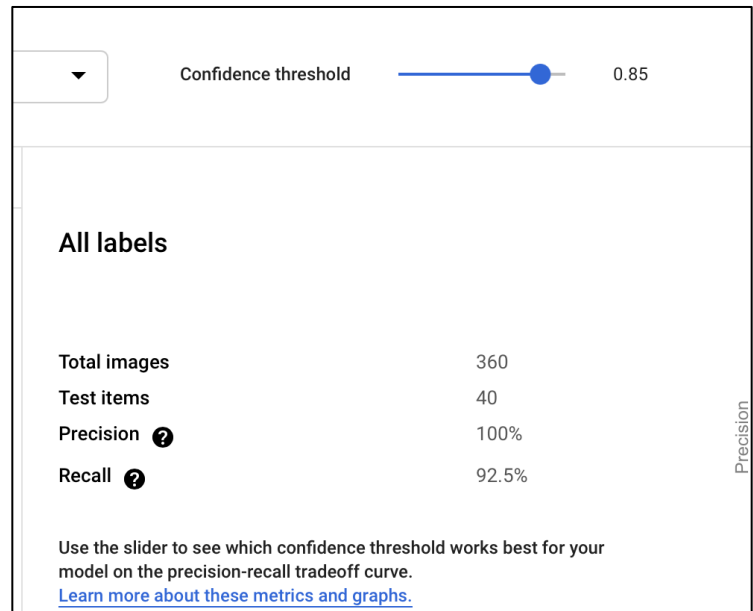 Confidence threshold 0.85
All labels
Total images 360
Test items 40
Precision ? 100%
Recall ? 92.5%
Precision
Use the slider to see which confidence threshold works best for your
model on the precision-recall tradeoff curve.
Learn more about these metrics and graphs.